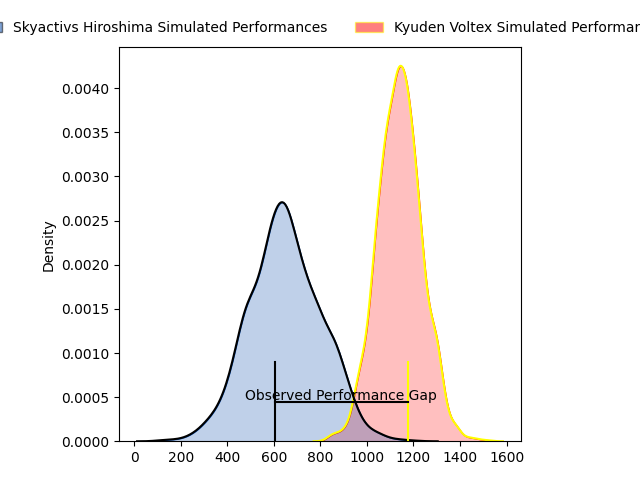 Skyactivs Hiroshima Simulated Performances
Kyuden Voltex Simulated
Density
0.0040
0.0035
0.0030
0.0025
0.0020
0.0015
0.0010
0.0005
0.0000
Observed Performance Gap
0 200 400 600 800 1000 1200 1400 1600